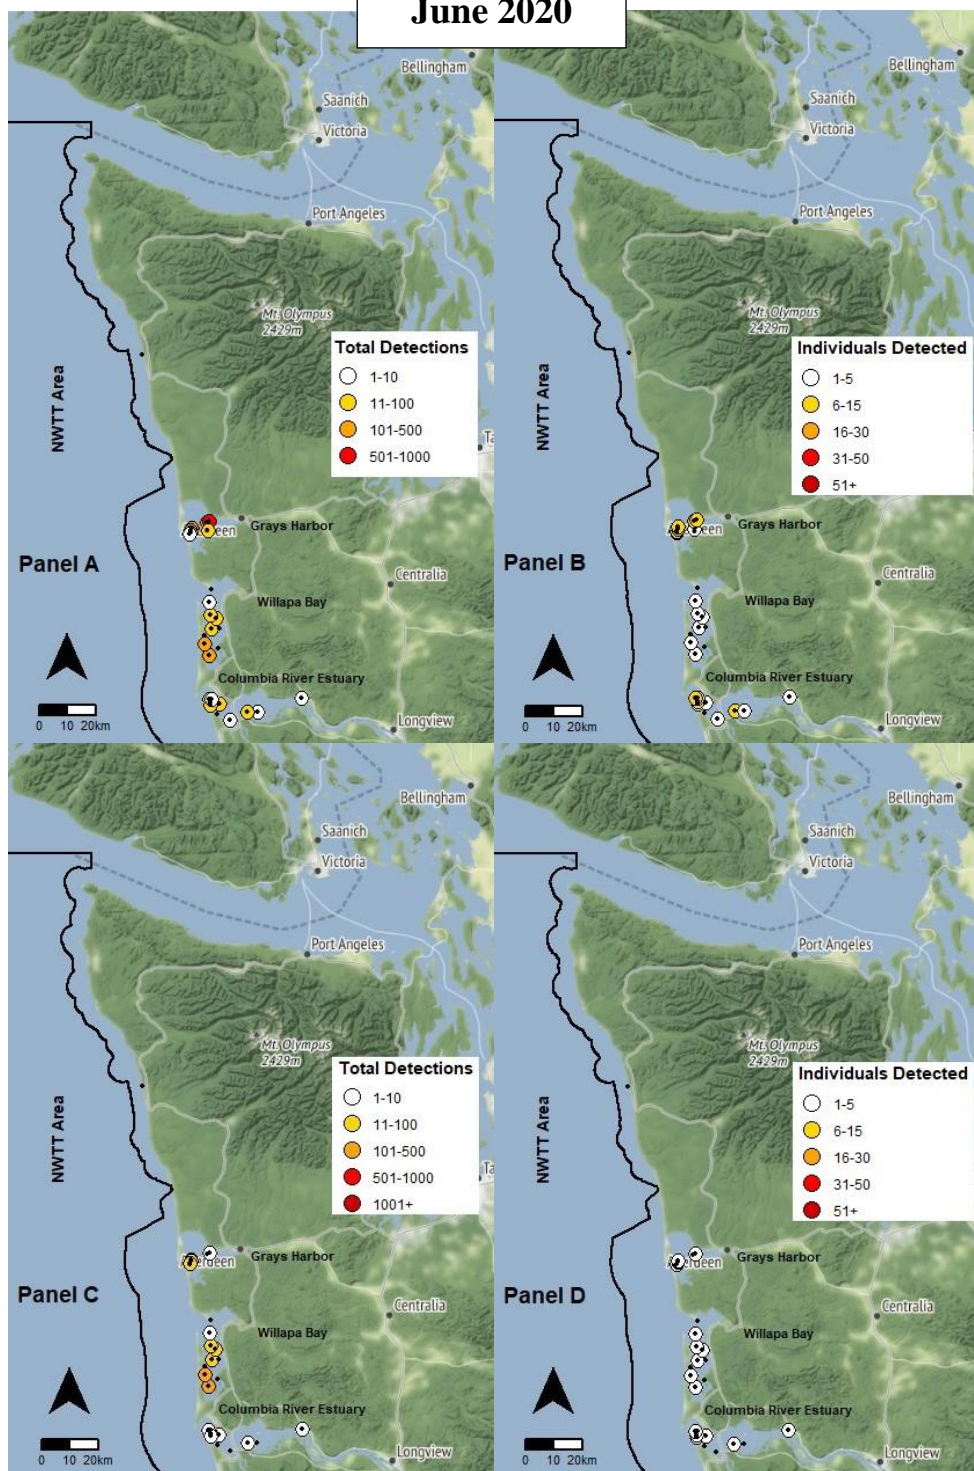 June 2020
Bellingham
Saanich
Victoria
Port Angeles
Mt. Olympus
2429m
NWTT Area
Total Detections
1-10
11-100
101-500
501-1000
Grays Harbor
Panel A
Centralia
Willapa Bay
Columbia River Estuary
0 10 20km
Longview
Bellingham
Saanich
Victoria
Port Angeles
Mt. Olympus
2429m
NWTT Area
Individuals Detected
1-5
6-15
16-30
31-50
51+
Grays Harbor
Panel B
Centralia
Willapa Bay
Columbia River Estuary
0 10 20km
Longview
Bellingham
Saanich
Victoria
Port Angeles
Mt. Olympus
2429m
NWTT Area
Total Detections
1-10
11-100
101-500
501-1000
1001+
Grays Harbor
Aberdeen
Panel C
Centralia
Willapa Bay
Columbia River Estuary
0 10 20km
Longview
Bellingham
Saanich
Victoria
Port Angeles
Mt. Olympus
2429m
NWTT Area
Individuals Detected
1-5
6-15
16-30
31-50
51+
Grays Harbor
Aberdeen
Panel D
Centralia
Willapa Bay
Columbia River Estuary
0 10 20km
Longview